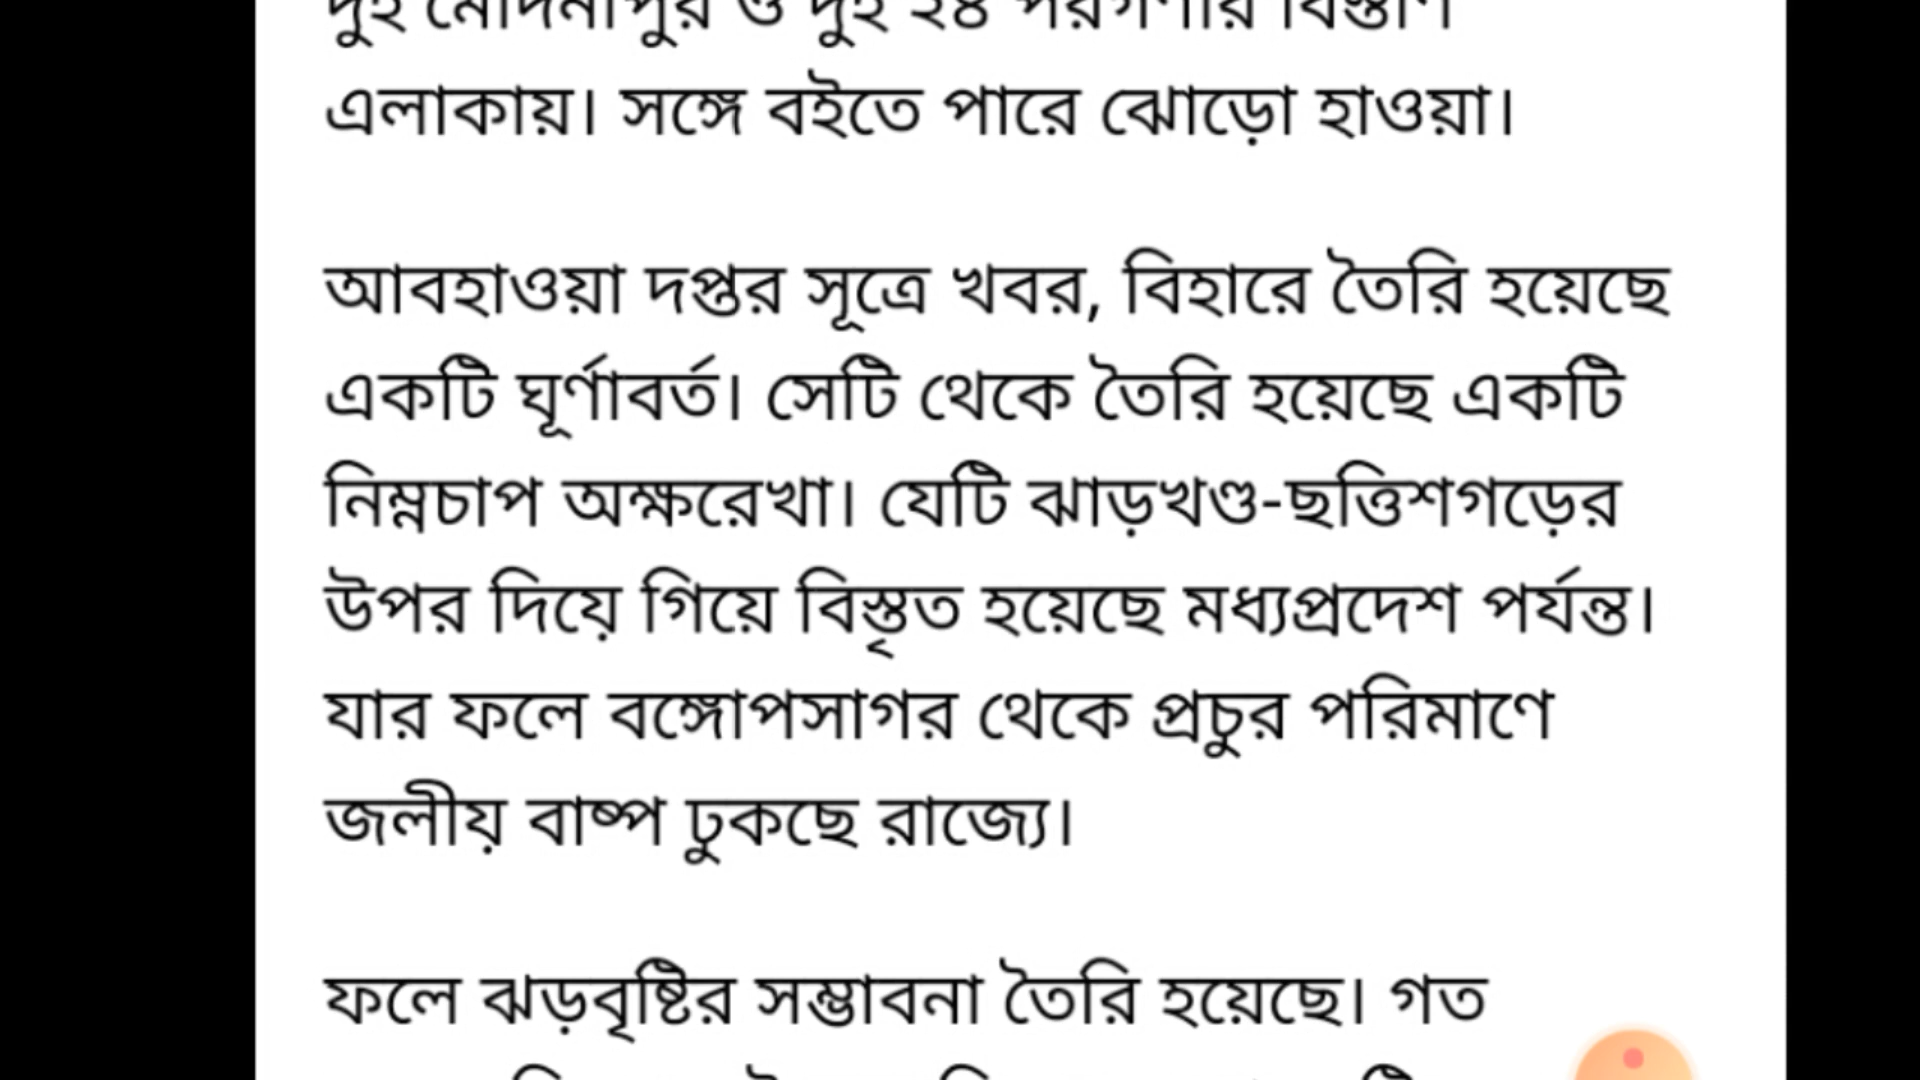 দুই মেদিনীপুর ও দুই ২৪ পরগণার বিস্তীর্ণ
এলাকায়। সঙ্গে বইতে পারে ঝোড়ো হাওয়া।
আবহাওয়া দপ্তর সূত্রে খবর, বিহারে তৈরি হয়েছে
একটি ঘূর্ণাবর্ত। সেটি থেকে তৈরি হয়েছে একটি
নিম্নচাপ অক্ষরেখা। যেটি ঝাড়খণ্ড-ছত্তিশগড়ের
উপর দিয়ে গিয়ে বিস্তৃত হয়েছে মধ্যপ্রদেশ পর্যন্ত।
যার ফলে বঙ্গোপসাগর থেকে প্রচুর পরিমাণে
জলীয় বাষ্প ঢুকছে রাজ্যে।
ফলে ঝড়বৃষ্টির সম্ভাবনা তৈরি হয়েছে। গত